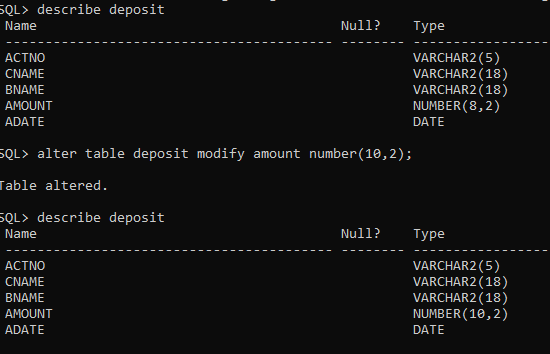 SQL> describe deposit
Name Null? Type
----------------------------------------- -------- -----------------
ACTNO VARCHAR2(5)
CNAME VARCHAR2(18)
BNAME VARCHAR2(18)
AMOUNT NUMBER(8,2)
ADATE DATE
SQL> alter table deposit modify amount number(10,2);
Table altered.
SQL> describe deposit
Name Null? Type
----------------------------------------- -------- -----------------
ACTNO VARCHAR2(5)
CNAME VARCHAR2(18)
BNAME VARCHAR2(18)
AMOUNT NUMBER(10,2)
ADATE DATE